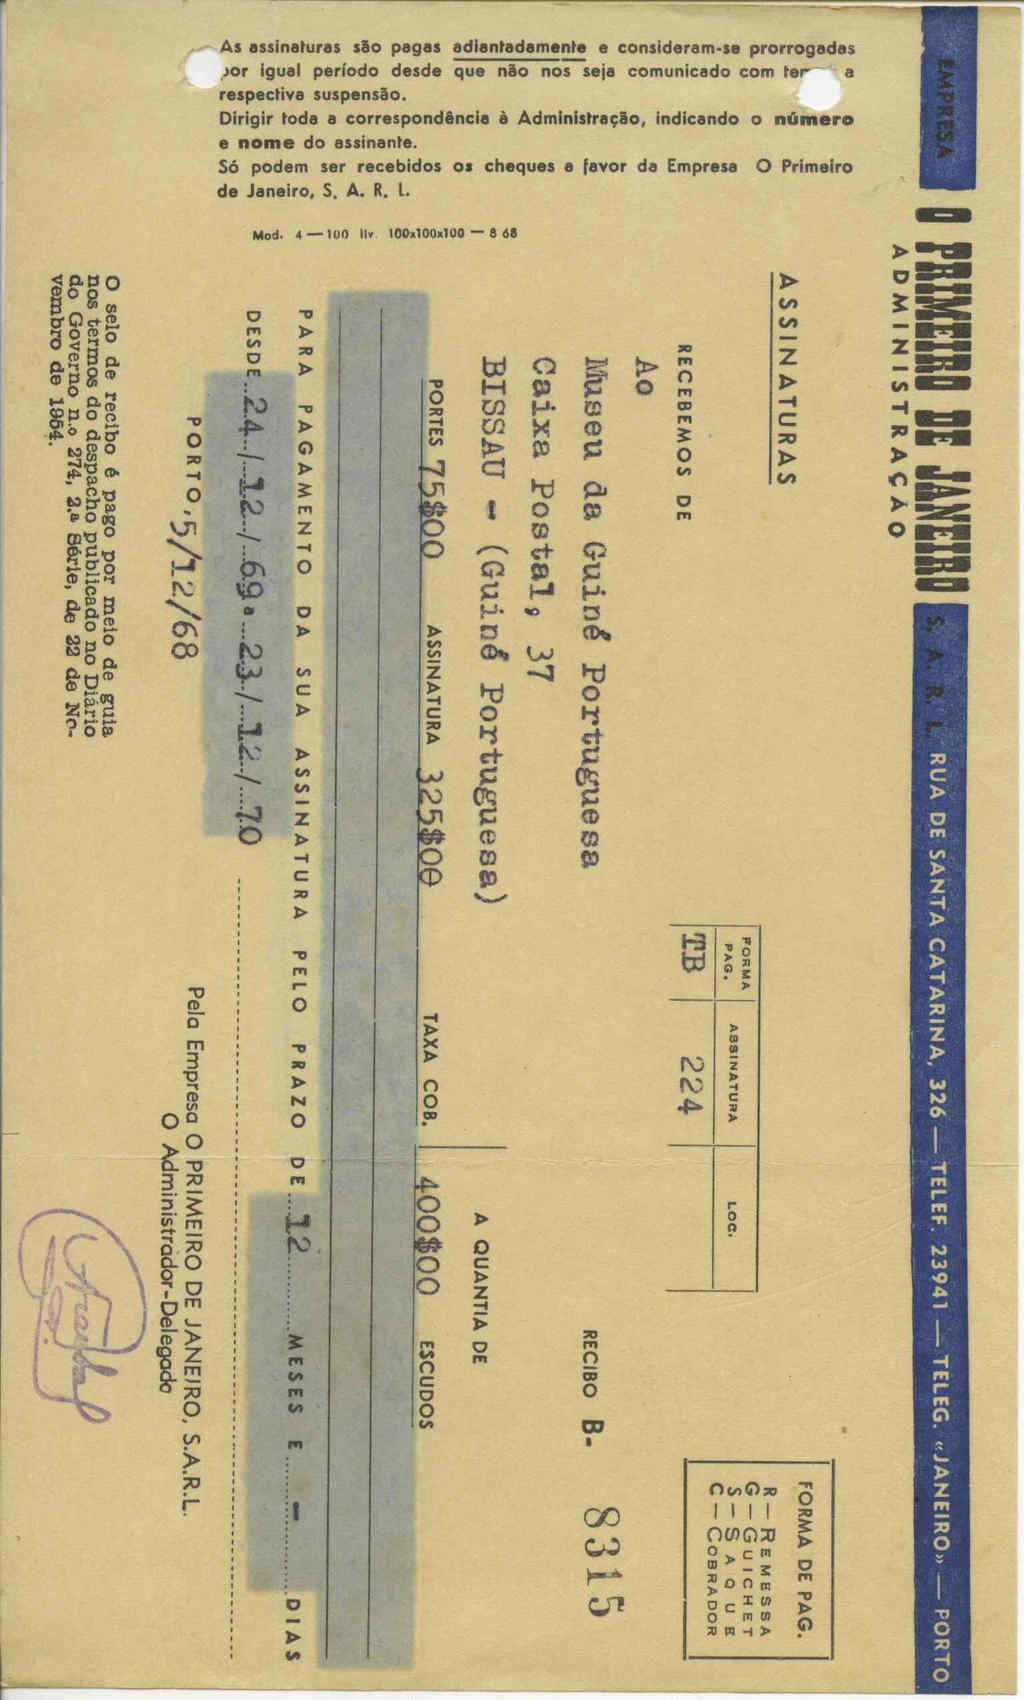 EMPRESA O PRIMEIRO DE JANEIRO S. A. R. L. RUA DE SANTA CATARINA, 326 — TELEF. 23941 — TELEG. «JANEIRO» — PORTO
ADMINISTRAÇÃO
ASSINATURAS
FORMA DE PAG.
R — REMESSA
G — GUICHET
S — SAQUE
C — COBRADOR
FORMA PAG. ASSINATURA LOC.
TB 224
RECEBEMOS DE
Ao
Museu da Guiné Portuguesa
RECIBO B- 8315
Caixa Postal, 37
BISSAU - (Guiné Portuguesa)
A QUANTIA DE
PORTES 75$00 ASSINATURA 325$00 TAXA COB. 400$00 ESCUDOS
PARA PAGAMENTO DA SUA ASSINATURA PELO PRAZO DE 12 MESES E - DIAS
DESDE 24/12/69 a 23/12/70
PORTO, 5/12/68
Pela Empresa O PRIMEIRO DE JANEIRO, S.A.R.L.
O Administrador-Delegado
O selo de recibo é pago por meio de guia
nos termos do despacho publicado no Diário
do Governo n.o 274, 2.ª Série, de 22 de No-
vembro de 1954.
As assinaturas são pagas adiantadamente e consideram-se prorrogadas
por igual período desde que não nos seja comunicado com a
respectiva suspensão.
Dirigir toda a correspondência à Administração, indicando o número
e nome do assinante.
Só podem ser recebidos os cheques a favor da Empresa O Primeiro
de Janeiro, S. A. R. L.
Mod. 4 — 100 liv. 100x100x100 — 8 68